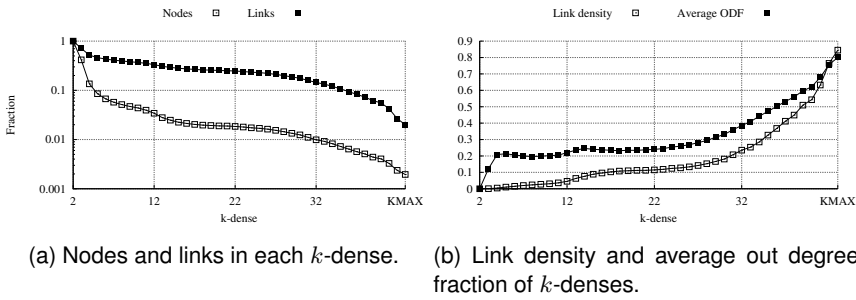 Nodes Links
1
0.1
0.01
0.001
Fraction
2 12 22 32 KMAX
k-dense
(a) Nodes and links in each k-dense.
Link density Average ODF
0.9
0.8
0.7
0.6
0.5
0.4
0.3
0.2
0.1
0
2 12 22 32 KMAX
k-dense
(b) Link density and average out degree
fraction of k-denses.